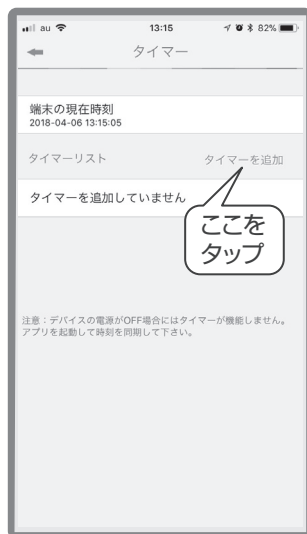 au 13:15 82%
タイマー
端末の現在時刻
2018-04-06 13:15:05
タイマーリスト タイマーを追加
タイマーを追加していません
ここを
タップ
注意：デバイスの電源がOFF場合にはタイマーが機能しません。
アプリを起動して時刻を同期して下さい。